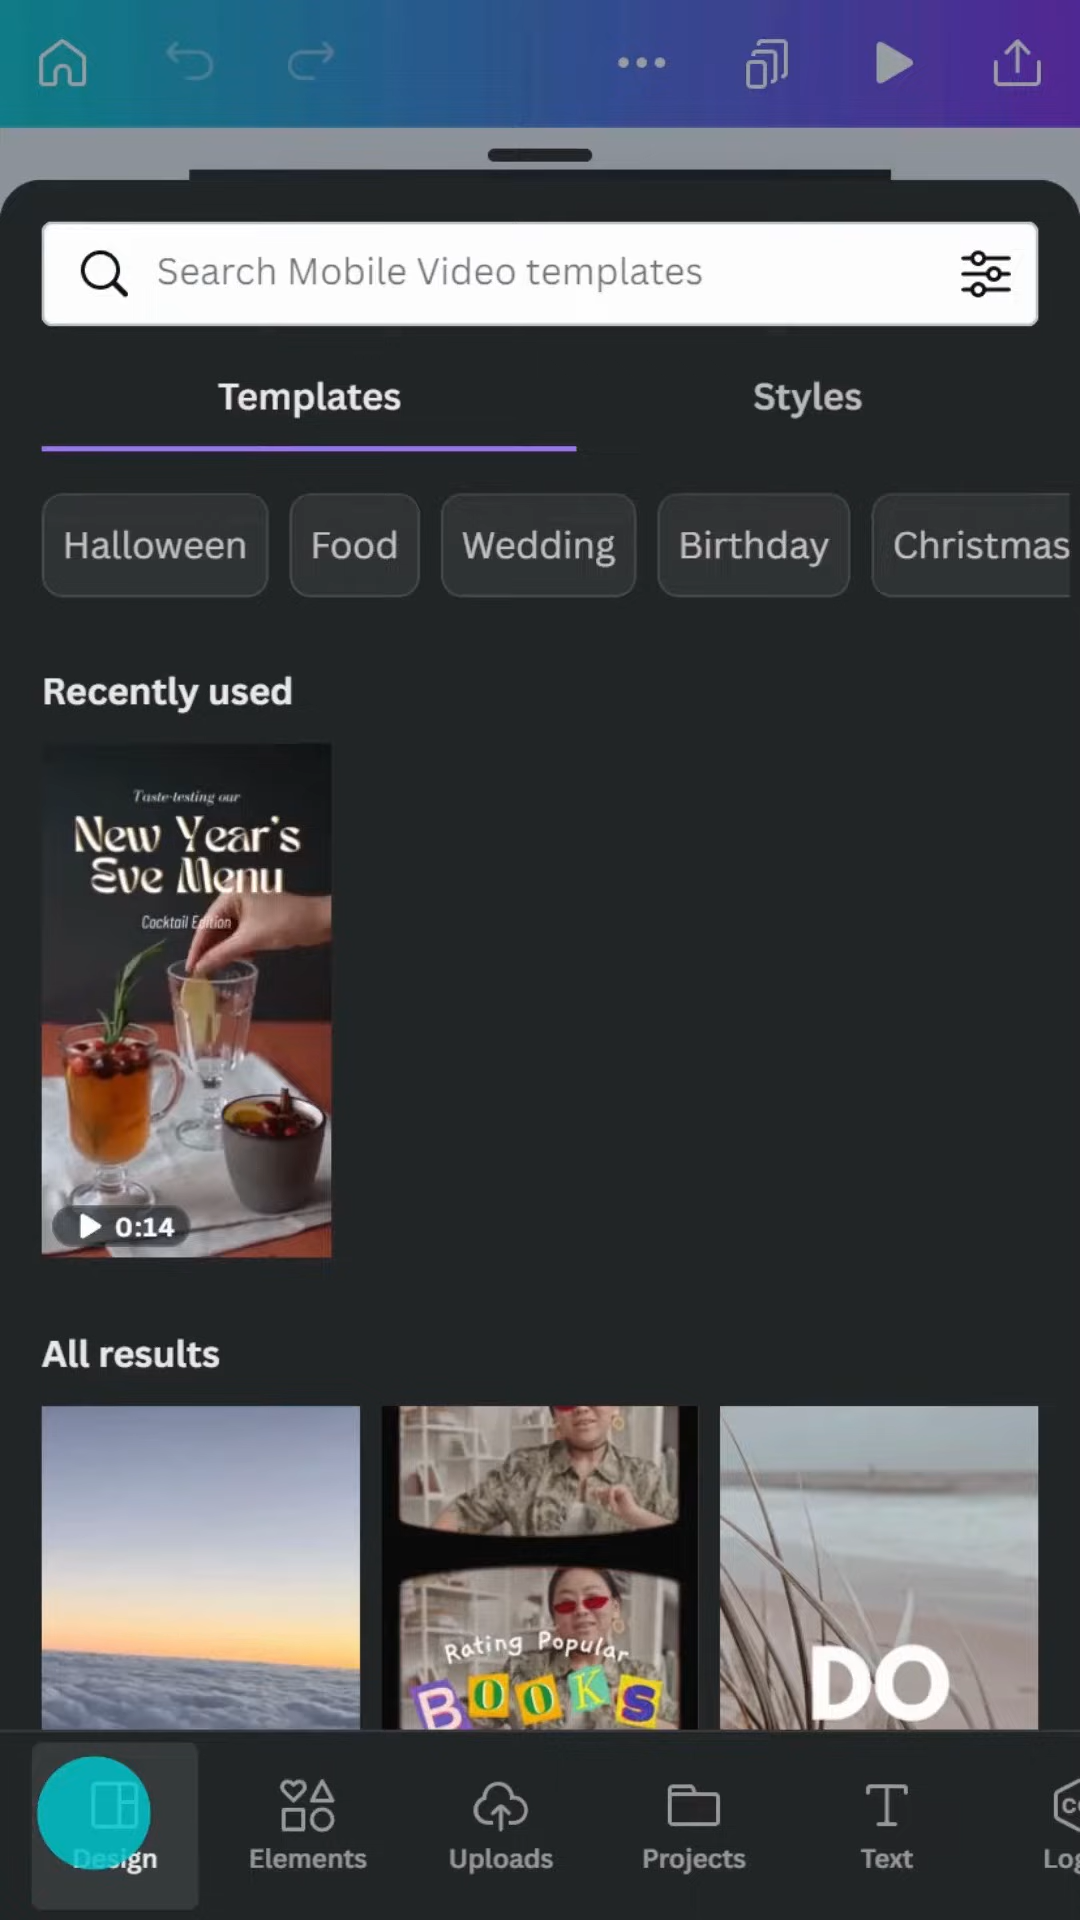 Search Mobile Video templates
Templates
Styles
Halloween
Food
Wedding
Birthday
Christmas
Recently used
Taste-testing our
New Year's
Eve Menu
Cocktail Edition
0:14
All results
Rating Popular
BOOKS
DO
Design
Elements
Uploads
Projects
Text